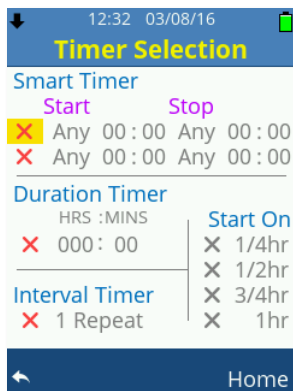 12:32 03/08/16
Timer Selection
Smart Timer
Start Stop
Any 00:00 Any 00:00
Any 00:00 Any 00:00
Duration Timer
HRS :MINS
000: 00
Start On
1/4hr
1/2hr
3/4hr
1hr
Interval Timer
1 Repeat
Home